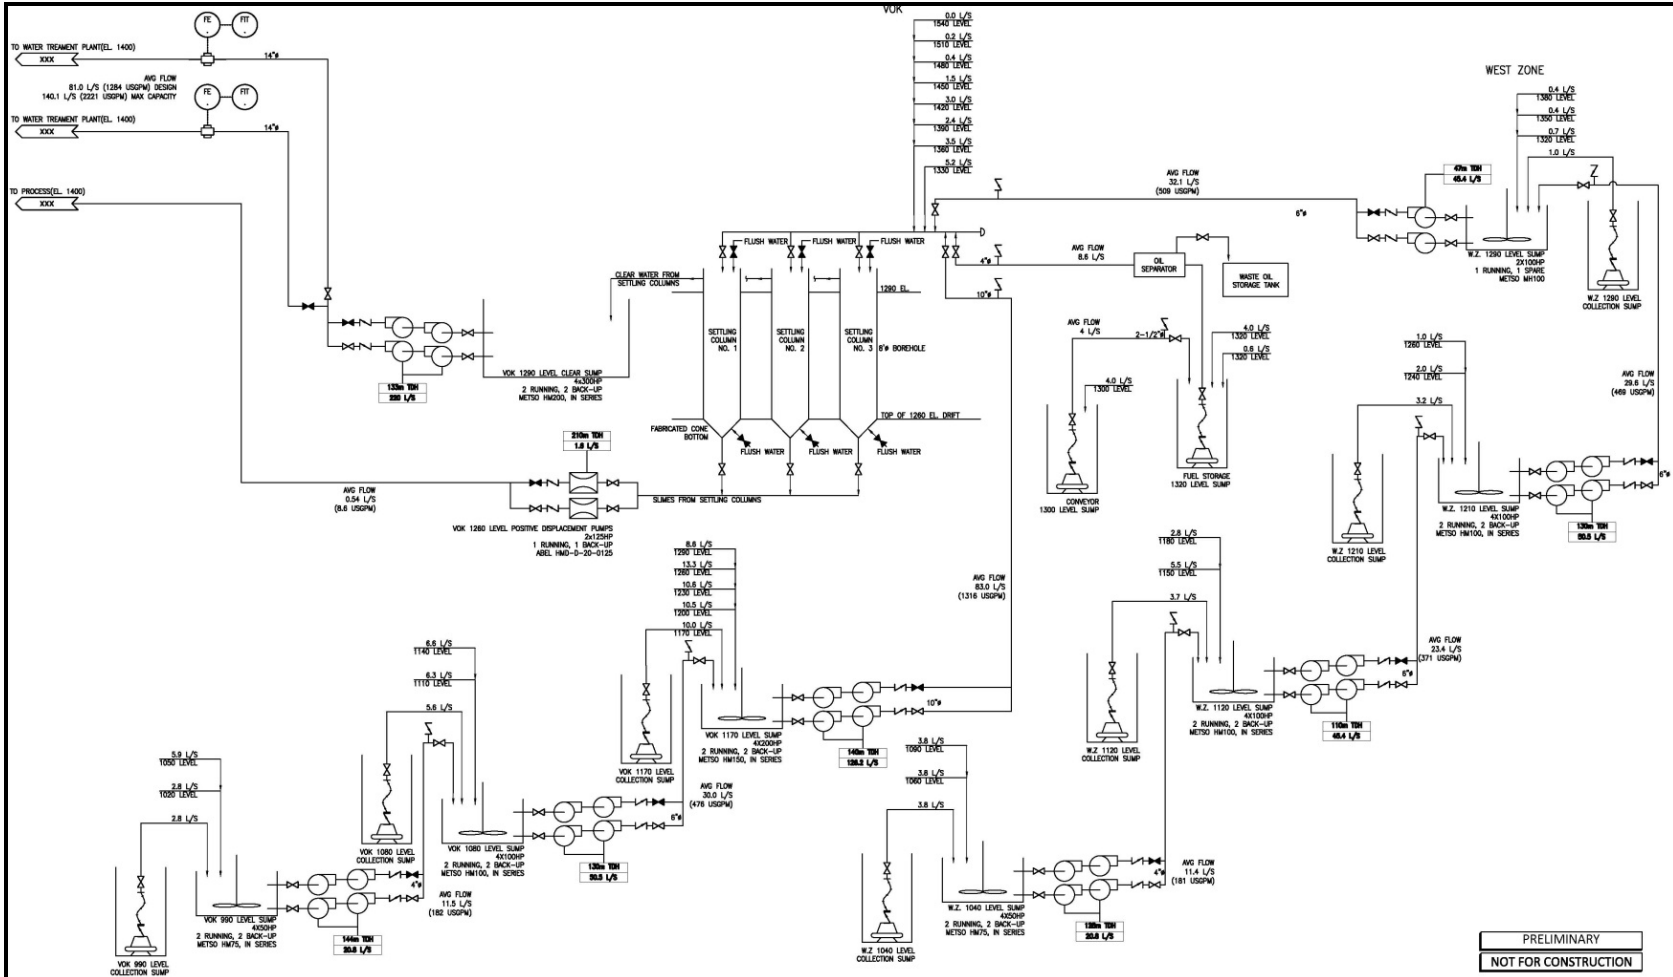 VOK
0.0 L/S
1540 LEVEL
0.2 L/S
1510 LEVEL
0.4 L/S
1480 LEVEL
1.5 L/S
1450 LEVEL
3.0 L/S
1420 LEVEL
2.4 L/S
1390 LEVEL
3.5 L/S
1360 LEVEL
5.2 L/S
1330 LEVEL
FE
FIT
TO WATER TREAMENT PLANT(EL. 1400)
XXX
14"ø
AVG FLOW
81.0 L/S (1284 USGPM) DESIGN
140.1 L/S (2221 USGPM) MAX CAPACITY
FE
FIT
TO WATER TREAMENT PLANT(EL. 1400)
XXX
14"ø
TO PROCESS(EL. 1400)
XXX
WEST ZONE
0.4 L/S
1380 LEVEL
0.4 L/S
1350 LEVEL
0.7 L/S
1320 LEVEL
1.0 L/S
47m TDH
45.4 L/S
AVG FLOW
32.1 L/S
(509 USGPM)
6"ø
W.Z. 1290 LEVEL SUMP
2X100HP
1 RUNNING, 1 SPARE
METSO MH100
W.Z 1290 LEVEL
COLLECTION SUMP
FLUSH WATER
FLUSH WATER
FLUSH WATER
4"ø
AVG FLOW
8.6 L/S
OIL
SEPARATOR
WASTE OIL
STORAGE TANK
10"ø
CLEAR WATER FROM
SETTLING COLUMNS
1290 EL.
SETTLING
COLUMN
NO. 1
SETTLING
COLUMN
NO. 2
SETTLING
COLUMN
NO. 3
8"ø BOREHOLE
VOK 1290 LEVEL CLEAR SUMP
4x300HP
2 RUNNING, 2 BACK-UP
METSO HM200, IN SERIES
133m TDH
220 L/S
TOP OF 1260 EL. DRIFT
FABRICATED CONE
BOTTOM
FLUSH WATER
FLUSH WATER
FLUSH WATER
SLIMES FROM SETTLING COLUMNS
210m TDH
1.6 L/S
AVG FLOW
0.54 L/S
(8.6 USGPM)
VOK 1260 LEVEL POSITIVE DISPLACEMENT PUMPS
2x125HP
1 RUNNING, 1 BACK-UP
ABEL HMD-D-20-0125
AVG FLOW
4 L/S
2-1/2"ø
4.0 L/S
1320 LEVEL
0.6 L/S
1320 LEVEL
4.0 L/S
1300 LEVEL
CONVEYOR
1300 LEVEL SUMP
FUEL STORAGE
1320 LEVEL SUMP
1.0 L/S
1260 LEVEL
2.0 L/S
1240 LEVEL
3.2 L/S
AVG FLOW
29.6 L/S
(469 USGPM)
6"ø
W.Z 1210 LEVEL
COLLECTION SUMP
W.Z. 1210 LEVEL SUMP
4X100HP
2 RUNNING, 2 BACK-UP
METSO HM100, IN SERIES
130m TDH
50.5 L/S
8.6 L/S
1290 LEVEL
13.3 L/S
1260 LEVEL
10.6 L/S
1230 LEVEL
10.5 L/S
1200 LEVEL
10.0 L/S
1170 LEVEL
AVG FLOW
83.0 L/S
(1316 USGPM)
10"ø
VOK 1170 LEVEL
COLLECTION SUMP
VOK 1170 LEVEL SUMP
4X200HP
2 RUNNING, 2 BACK-UP
METSO HM150, IN SERIES
140m TDH
126.2 L/S
2.8 L/S
1180 LEVEL
5.5 L/S
1150 LEVEL
3.7 L/S
AVG FLOW
23.4 L/S
(371 USGPM)
6"ø
W.Z. 1120 LEVEL
COLLECTION SUMP
W.Z. 1120 LEVEL SUMP
4X100HP
2 RUNNING, 2 BACK-UP
METSO HM100, IN SERIES
110m TDH
45.4 L/S
6.6 L/S
1140 LEVEL
6.3 L/S
1110 LEVEL
5.6 L/S
AVG FLOW
30.0 L/S
(476 USGPM)
6"ø
VOK 1080 LEVEL
COLLECTION SUMP
VOK 1080 LEVEL SUMP
4X100HP
2 RUNNING, 2 BACK-UP
METSO HM100, IN SERIES
130m TDH
50.5 L/S
5.9 L/S
1050 LEVEL
2.8 L/S
1020 LEVEL
2.8 L/S
4"ø
AVG FLOW
11.5 L/S
(182 USGPM)
VOK 990 LEVEL
COLLECTION SUMP
VOK 990 LEVEL SUMP
4X50HP
2 RUNNING, 2 BACK-UP
METSO HM75, IN SERIES
144m TDH
20.8 L/S
3.8 L/S
1090 LEVEL
3.8 L/S
1060 LEVEL
3.8 L/S
4"ø
AVG FLOW
11.4 L/S
(181 USGPM)
W.Z 1040 LEVEL
COLLECTION SUMP
W.Z. 1040 LEVEL SUMP
4X50HP
2 RUNNING, 2 BACK-UP
METSO HM75, IN SERIES
20.8 L/S
PRELIMINARY
NOT FOR CONSTRUCTION